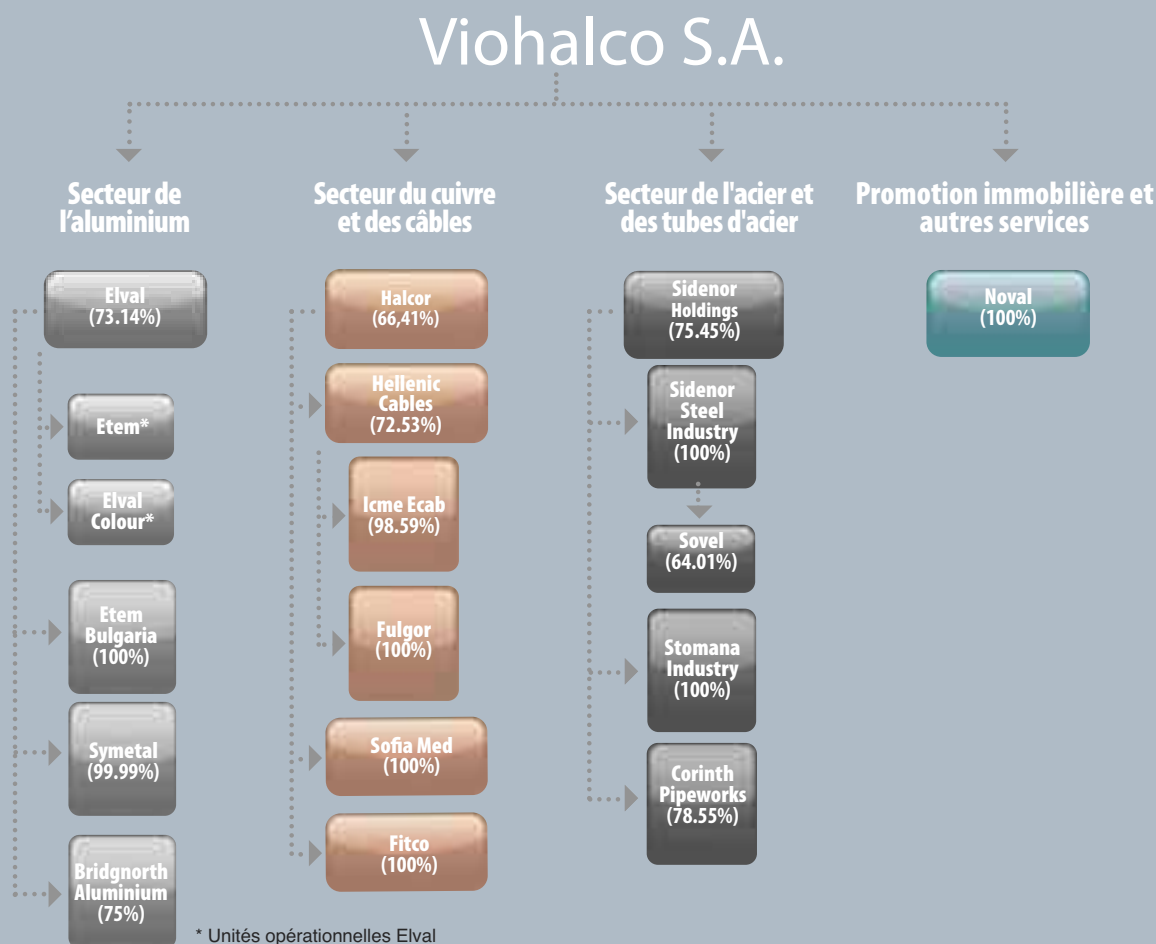 Viohalco S.A.
Secteur de
l’aluminium
Elval
(73.14%)
Etem*
Elval
Colour*
Etem
Bulgaria
(100%)
Symetal
(99.99%)
Bridgnorth
Aluminium
(75%)
* Unités opérationnelles Elval
Secteur du cuivre
et des câbles
Halcor
(66,41%)
Hellenic
Cables
(72.53%)
Icme Ecab
(98.59%)
Fulgor
(100%)
Sofia Med
(100%)
Fitco
(100%)
Secteur de l'acier et
des tubes d'acier
Sidenor
Holdings
(75.45%)
Sidenor
Steel
Industry
(100%)
Sovel
(64.01%)
Stomana
Industry
(100%)
Corinth
Pipeworks
(78.55%)
Promotion immobilière et
autres services
Noval
(100%)